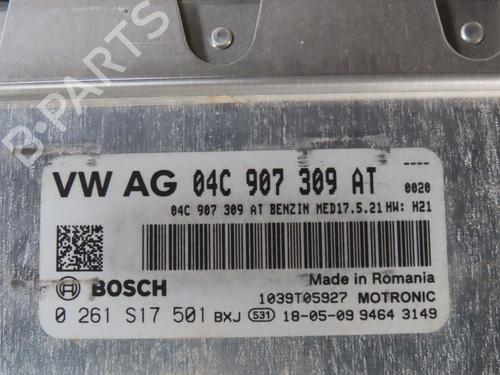 B-PARTS
VW AG 04C 907 309 AT 0020
04C 907 309 AT BENZIN MED17.5.21 HW: H21
Made in Romania
BOSCH 1039T05927 MOTRONIC
0 261 S17 501 BXJ 531 18-05-09 9464 3149